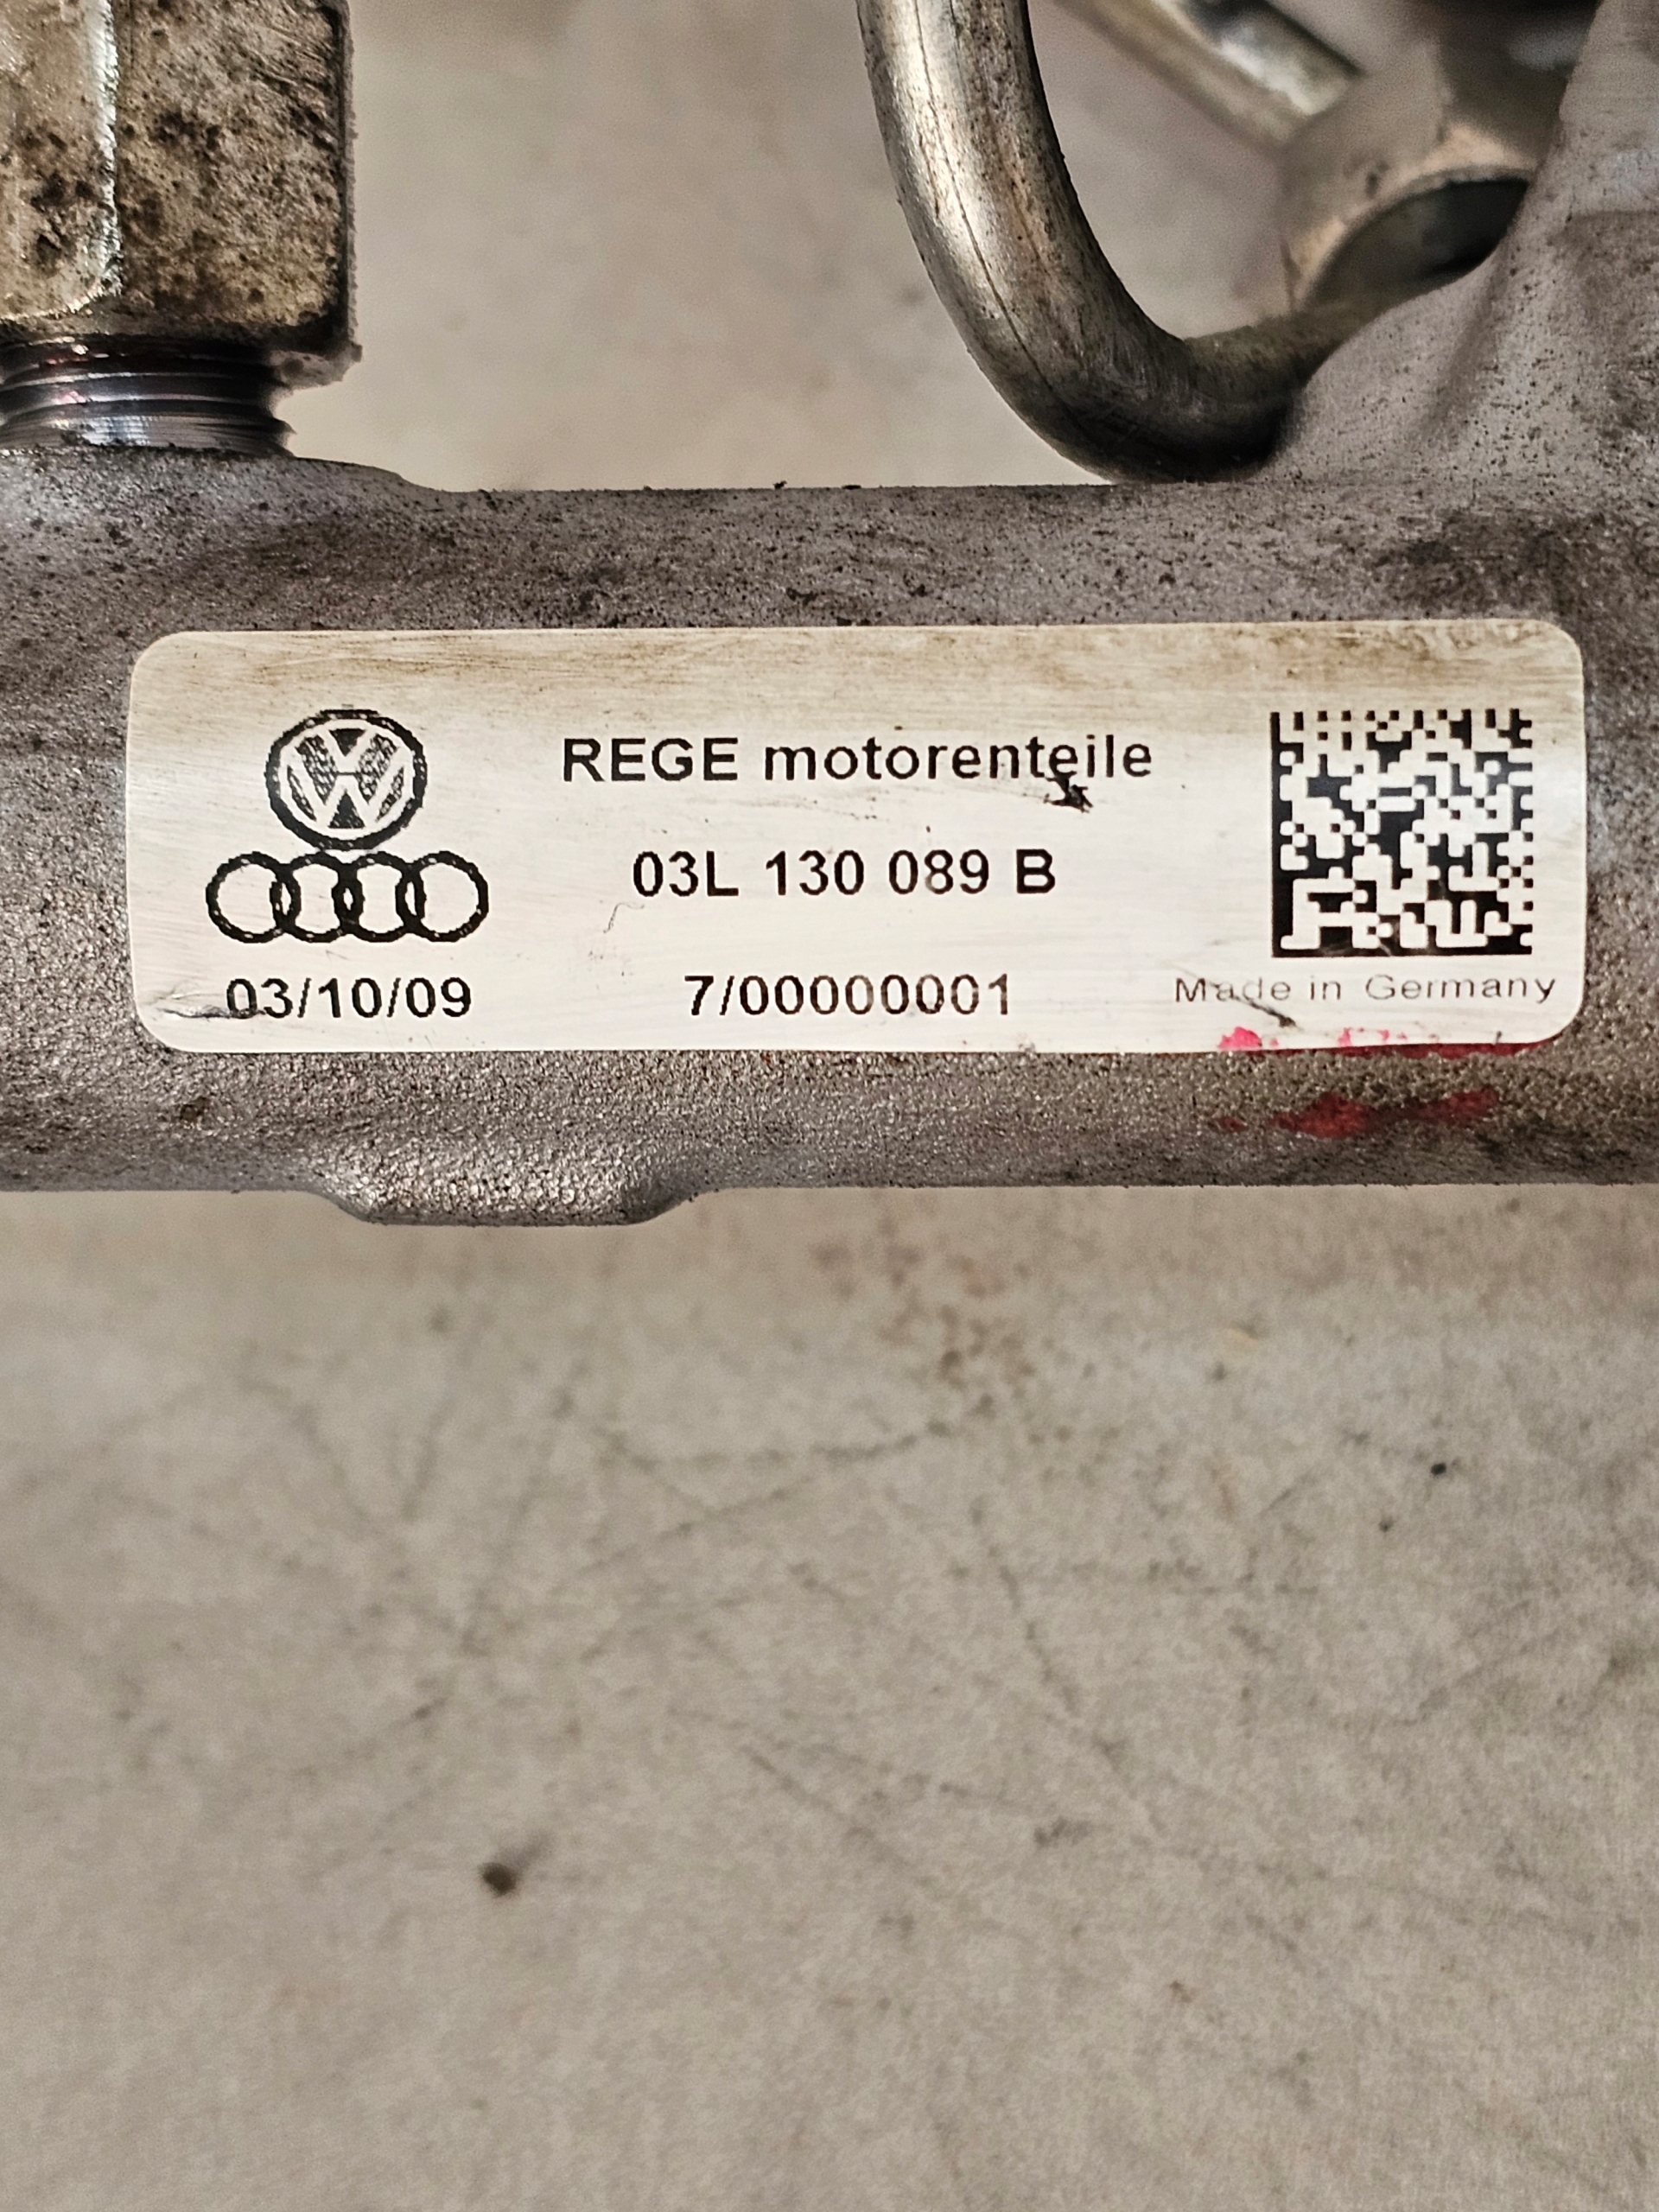 REGE motorenteile
03L 130 089 B
03/10/09 7/00000001 Made in Germany